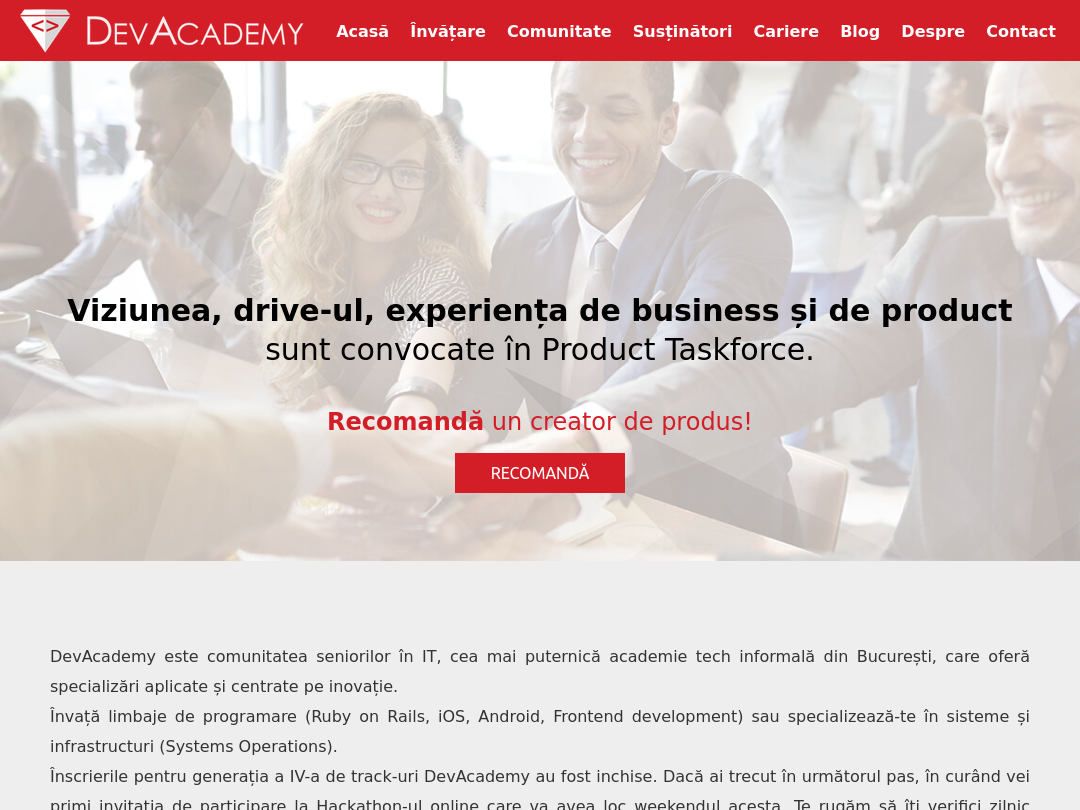 DEVACADEMY
Acasă Învățare Comunitate Susținători Cariere Blog Despre Contact
Viziunea, drive-ul, experiența de business și de product
sunt convocate în Product Taskforce.
Recomandă un creator de produs!
RECOMANDĂ
DevAcademy este comunitatea seniorilor în IT, cea mai puternică academie tech informală din București, care oferă
specializări aplicate și centrate pe inovație.
Învață limbaje de programare (Ruby on Rails, iOS, Android, Frontend development) sau specializează-te în sisteme și
infrastructuri (Systems Operations).
Înscrierile pentru generația a IV-a de track-uri DevAcademy au fost inchise. Dacă ai trecut în următorul pas, în curând vei
primi invitația de participare la Hackathon-ul online care va avea loc weekendul acesta. Te rugăm să îți verifici zilnic